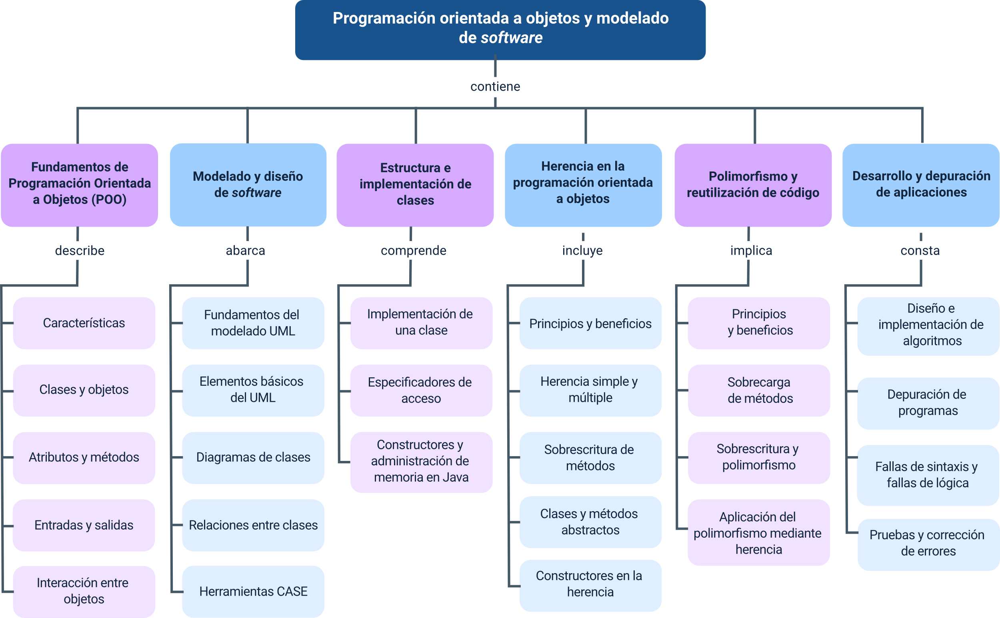 Programación orientada a objetos y modelado
de software
contiene
Fundamentos de
Programación Orientada
a Objetos (POO)
describe
Características
Clases y objetos
Atributos y métodos
Entradas y salidas
Interacción entre
objetos
Modelado y diseño
de software
abarca
Fundamentos del
modelado UML
Elementos básicos
del UML
Diagramas de clases
Relaciones entre clases
Herramientas CASE
Estructura e
implementación de
clases
comprende
Implementación de
una clase
Especificadores de
acceso
Constructores y
administración de
memoria en Java
Herencia en la
programación orientada
a objetos
incluye
Principios y beneficios
Herencia simple y
múltiple
Sobrescritura de
métodos
Clases y métodos
abstractos
Constructores en la
herencia
Polimorfismo y
reutilización de código
implica
Principios
y beneficios
Sobrecarga
de métodos
Sobrescritura y
polimorfismo
Aplicación del
polimorfismo mediante
herencia
Desarrollo y depuración
de aplicaciones
consta
Diseño e
implementación de
algoritmos
Depuración de
programas
Fallas de sintaxis y
fallas de lógica
Pruebas y corrección
de errores